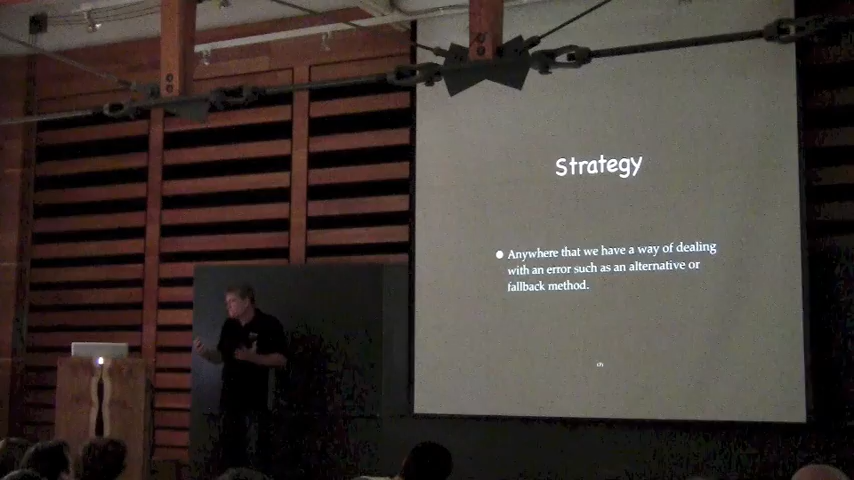 Strategy
● Anywhere that we have a way of dealing
with an error such as an alternative or
fallback method.